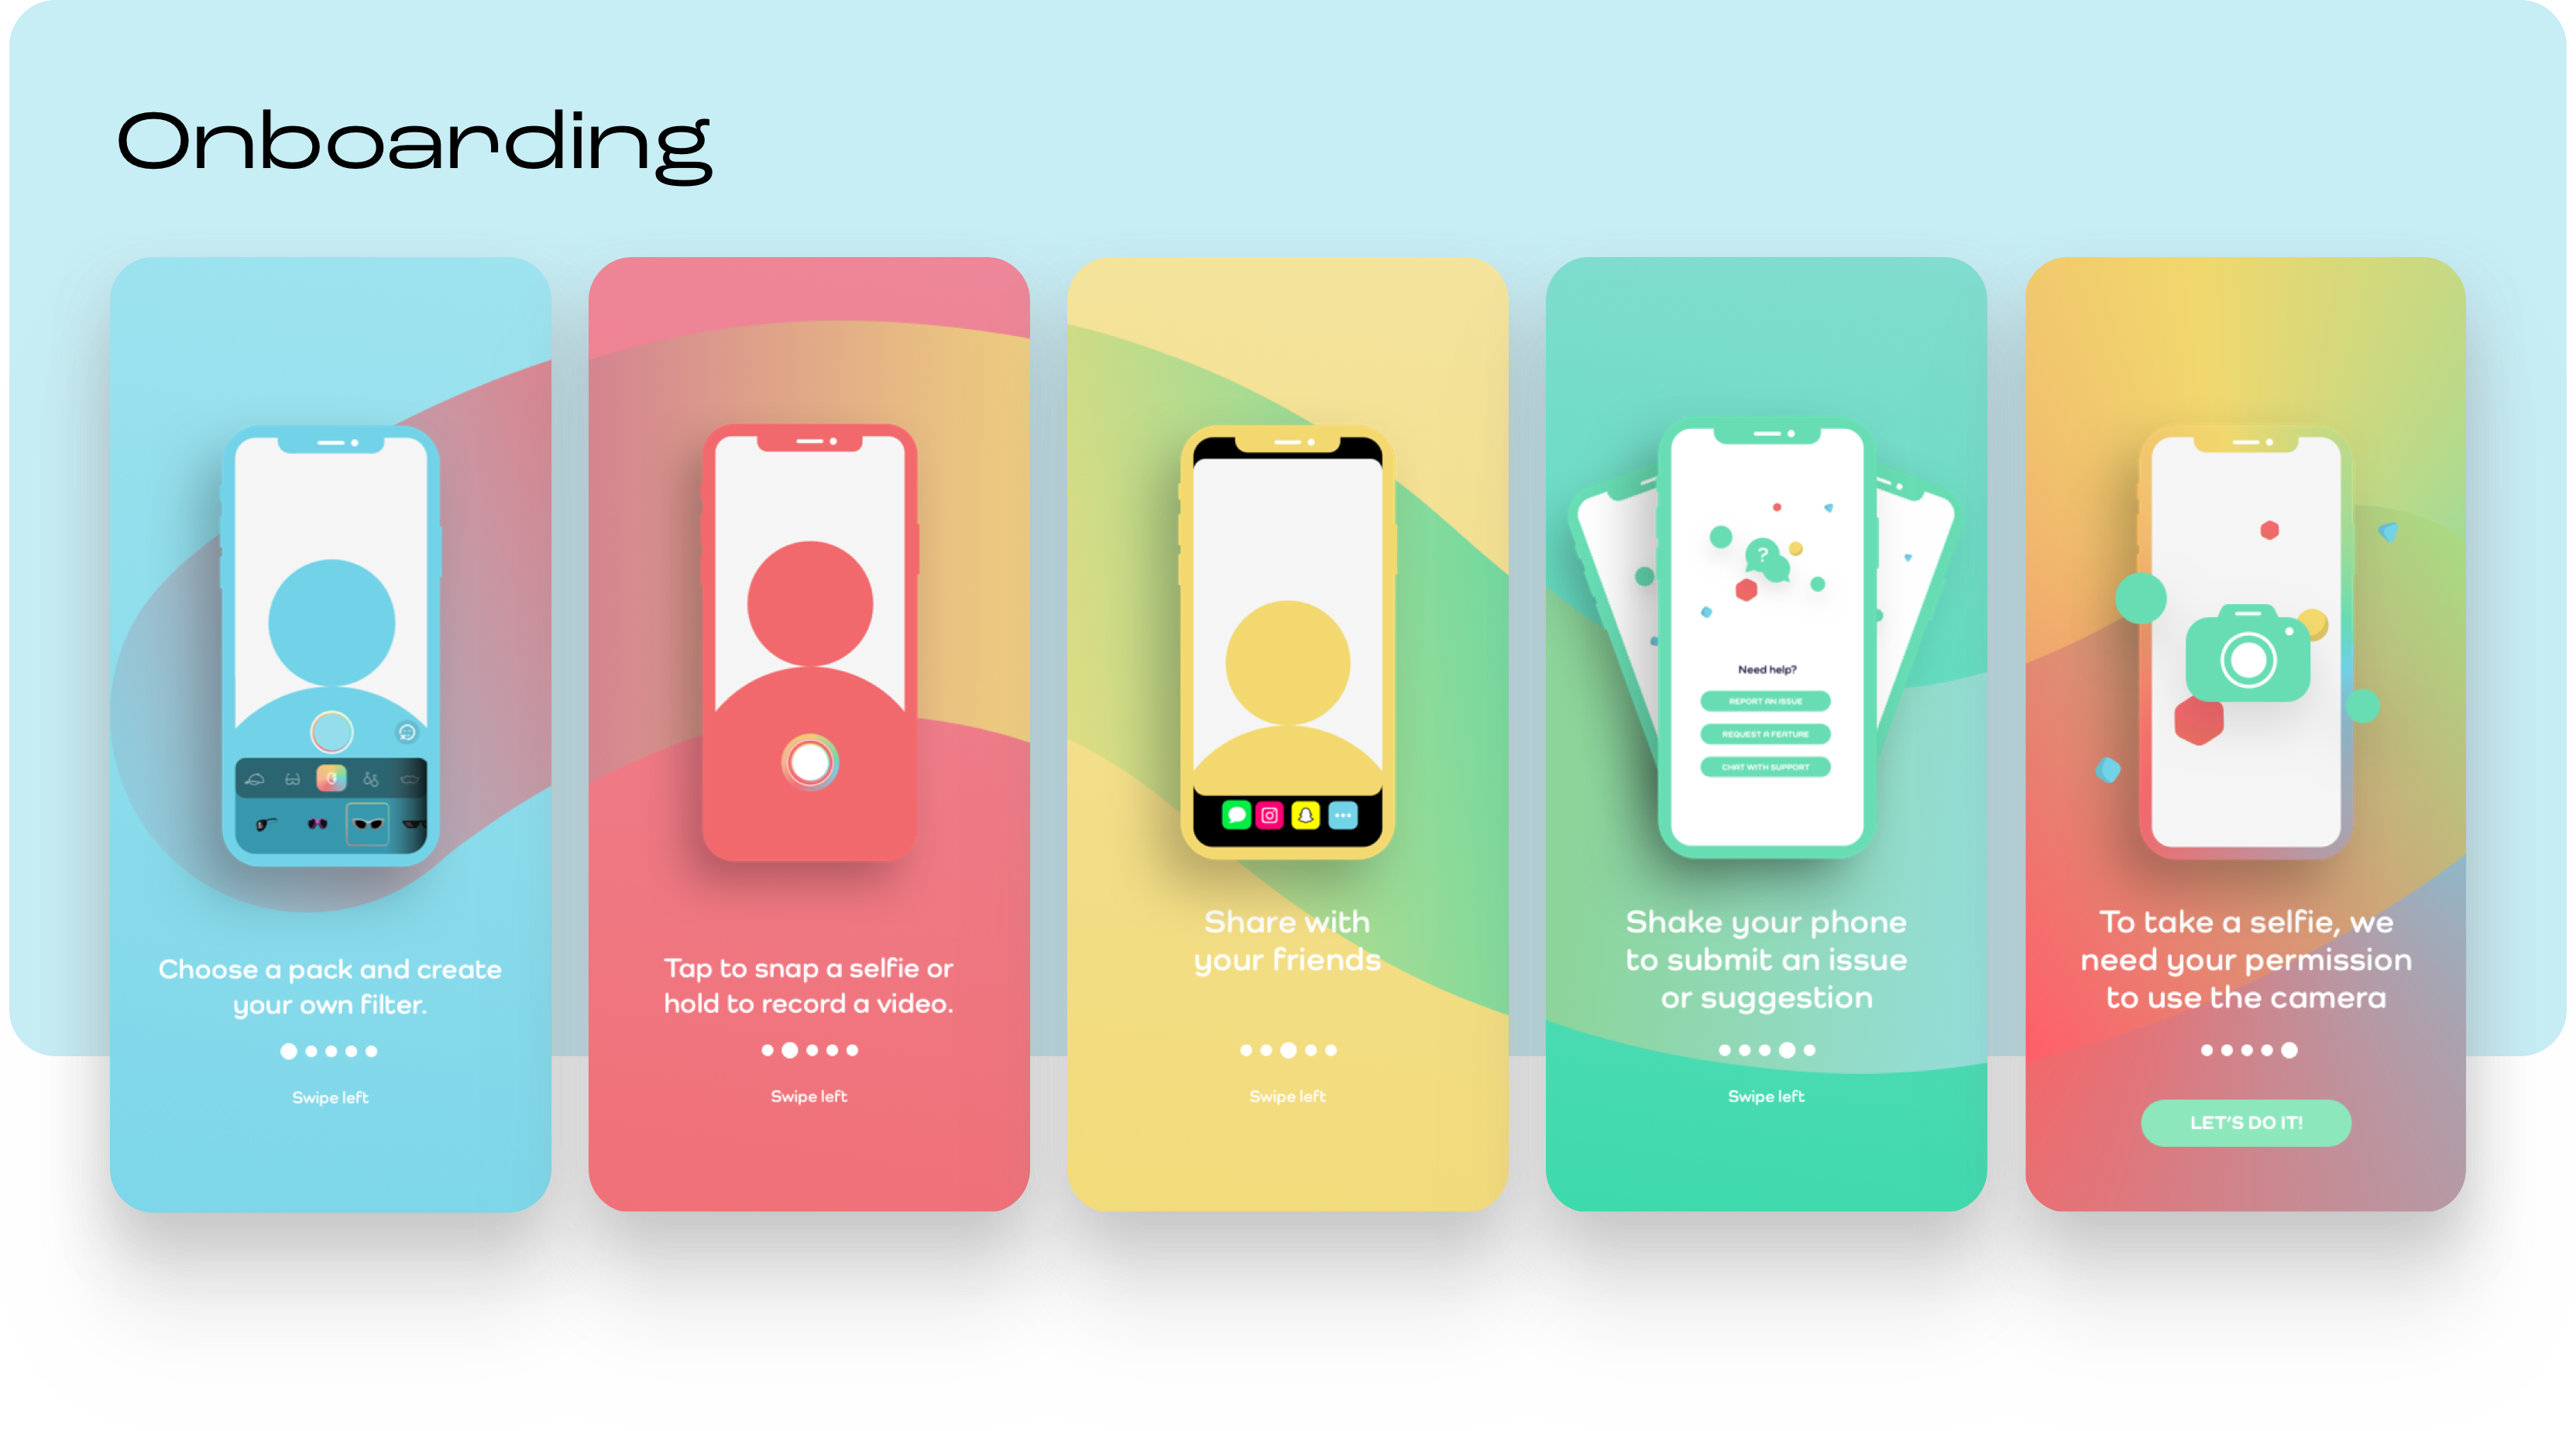 Onboarding
Choose a pack and create
your own filter.
Swipe left
Tap to snap a selfie or
hold to record a video.
Swipe left
Share with
your friends
Swipe left
?
Need help?
REPORT AN ISSUE
REQUEST A FEATURE
CHAT WITH SUPPORT
Shake your phone
to submit an issue
or suggestion
Swipe left
To take a selfie, we
need your permission
to use the camera
LET'S DO IT!